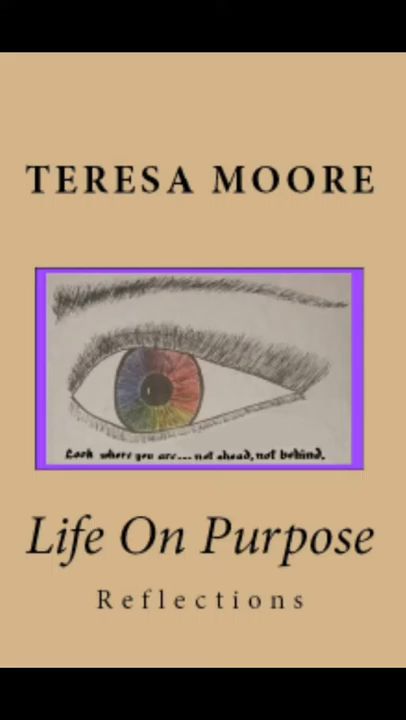 TERESA MOORE
Look where you are... not ahead, not behind.
Life On Purpose
Reflections